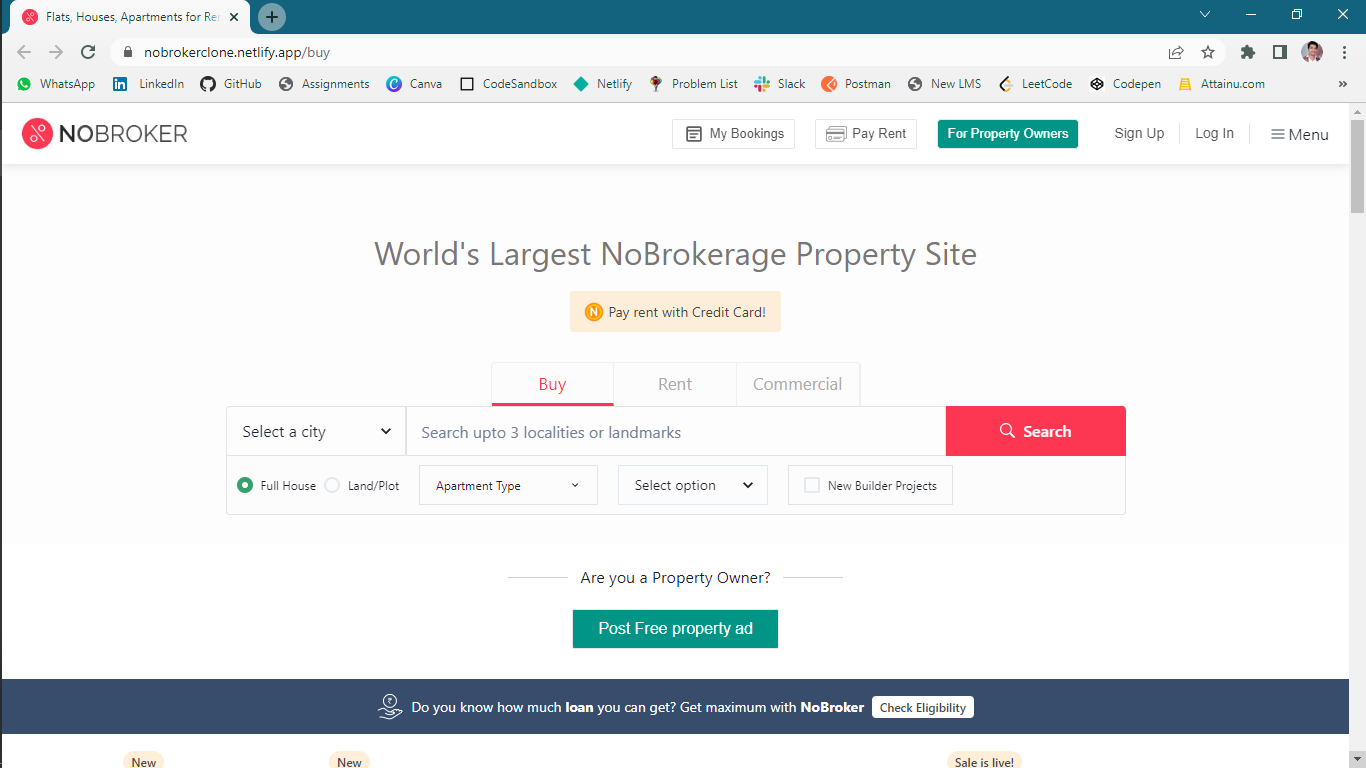 Flats, Houses, Apartments for Re
nobrokerclone.netlify.app/buy
WhatsApp LinkedIn GitHub Assignments Canva CodeSandbox Netlify Problem List Slack Postman New LMS LeetCode Codepen Attainu.com »
NOBROKER My Bookings Pay Rent For Property Owners Sign Up Log In Menu
World's Largest NoBrokerage Property Site
N Pay rent with Credit Card!
Buy Rent Commercial
Select a city Search upto 3 localities or landmarks Search
Full House Land/Plot Apartment Type Select option New Builder Projects
Are you a Property Owner?
Post Free property ad
Do you know how much loan you can get? Get maximum with NoBroker Check Eligibility
New New Sale is live!